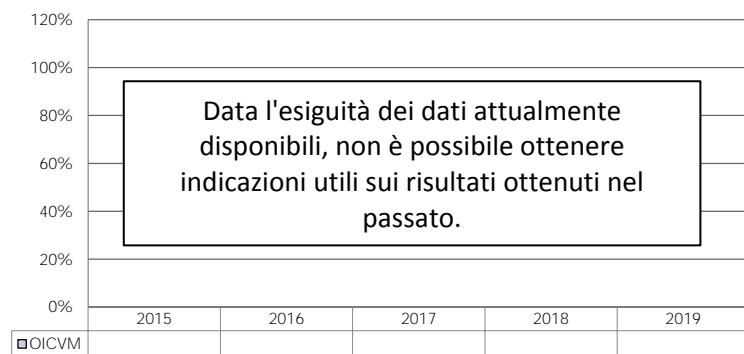 120%
100%
80%
60%
40%
20%
0%
Data l'esiguità dei dati attualmente
disponibili, non è possibile ottenere
indicazioni utili sui risultati ottenuti nel
passato.
2015 2016 2017 2018 2019
OICVM